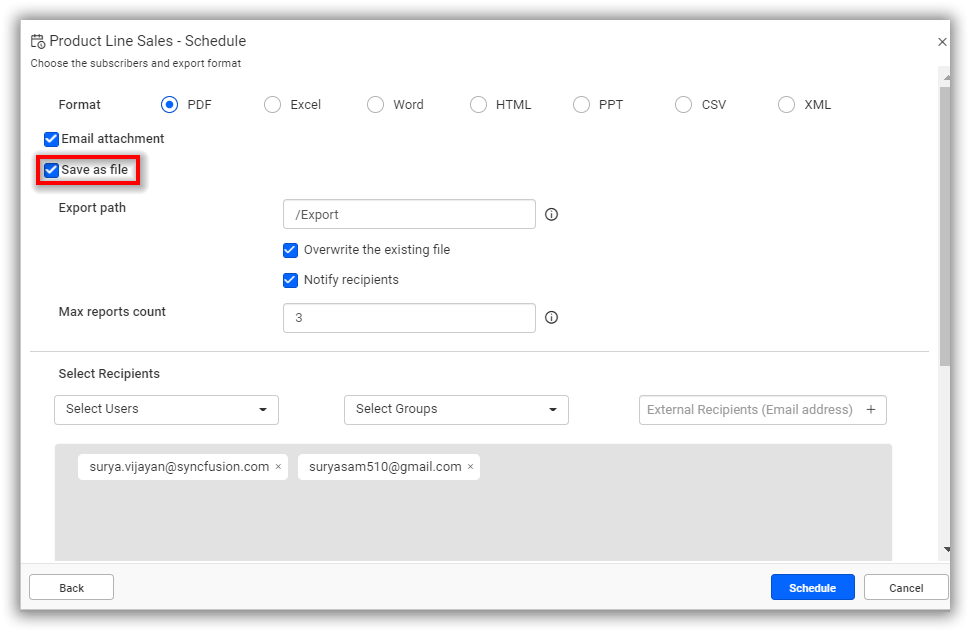 Product Line Sales - Schedule
Choose the subscribers and export format
Format PDF Excel Word HTML PPT CSV XML
Email attachment
Save as file
Export path
/Export
Overwrite the existing file
Notify recipients
Max reports count
3
Select Recipients
Select Users Select Groups External Recipients (Email address) +
surya.vijayan@syncfusion.com × suryasam510@gmail.com ×
Back Schedule Cancel